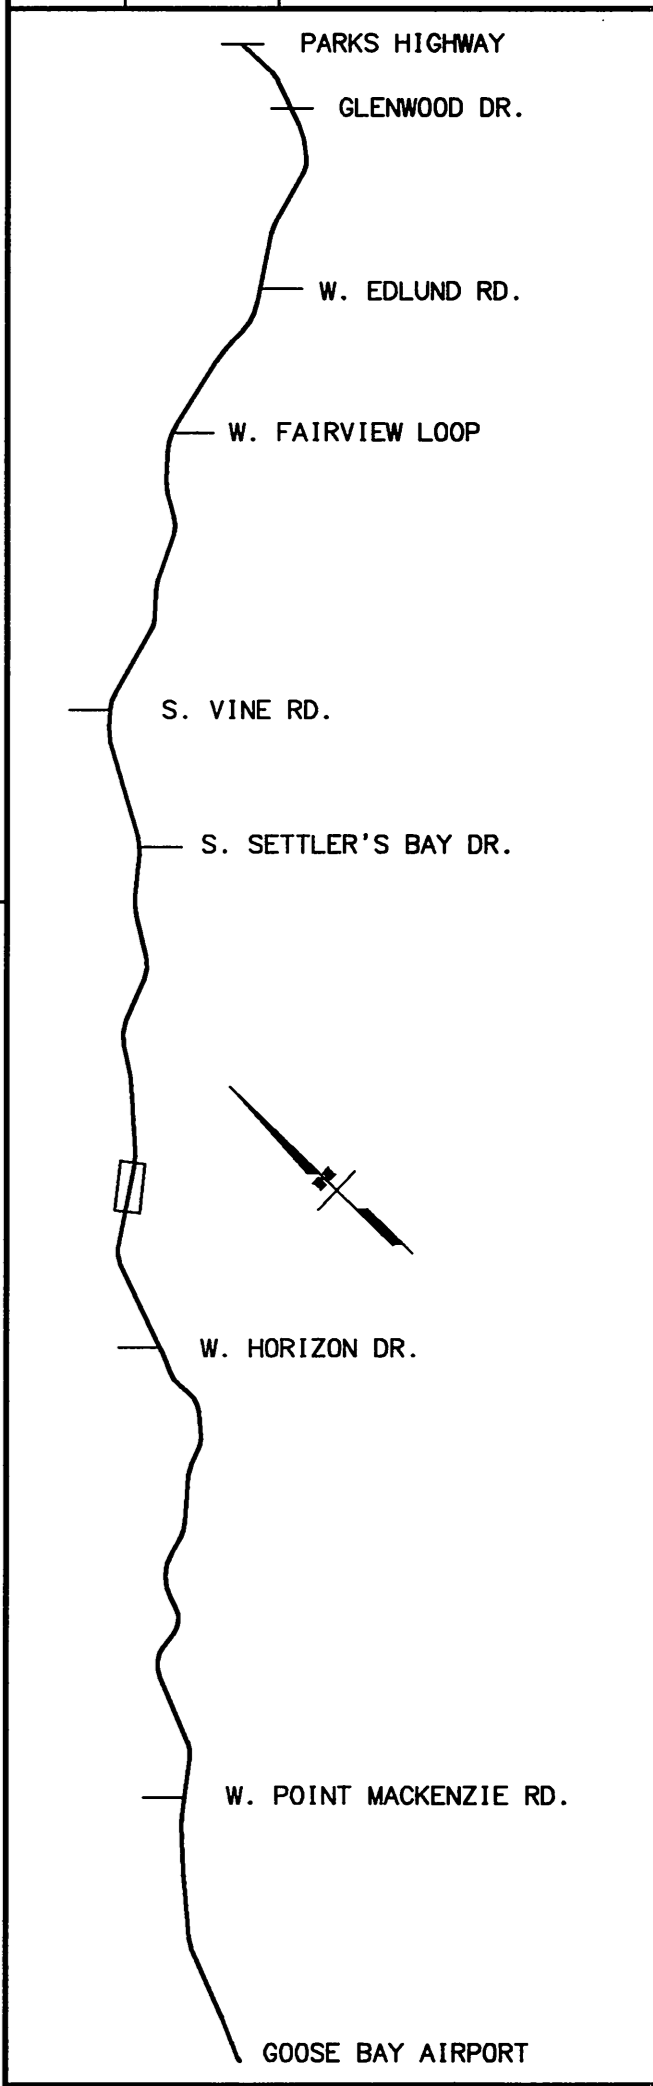 PARKS HIGHWAY
GLENWOOD DR.
W. EDLUND RD.
W. FAIRVIEW LOOP
S. VINE RD.
S. SETTLER'S BAY DR.
W. HORIZON DR.
W. POINT MACKENZIE RD.
GOOSE BAY AIRPORT